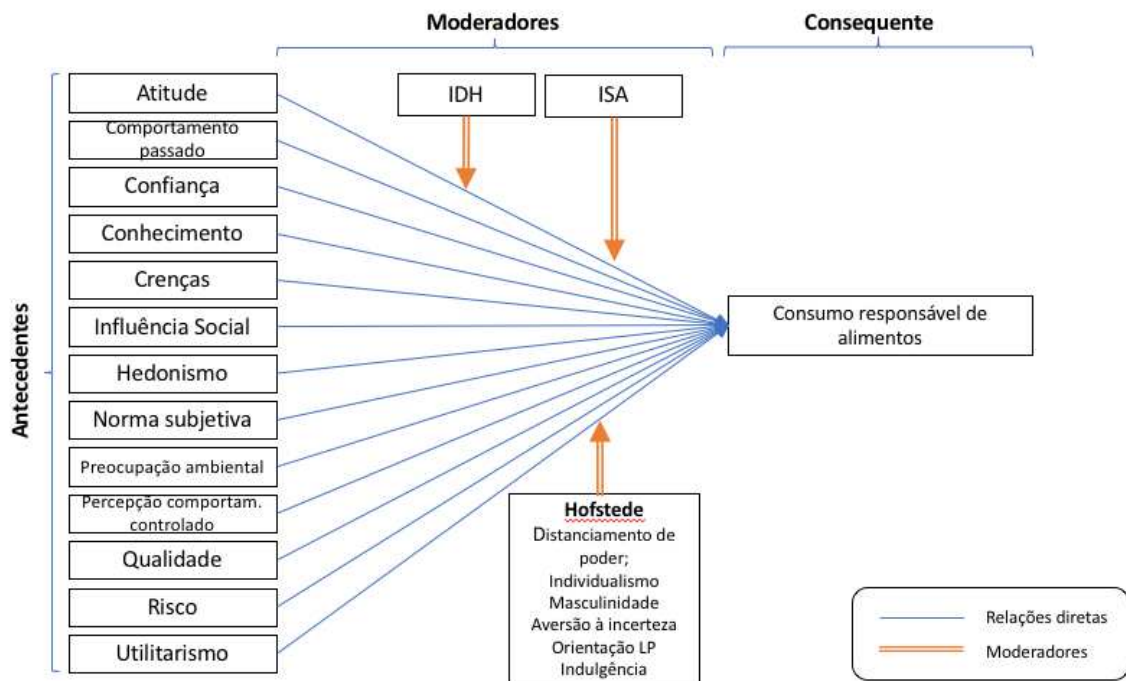 Moderadores
Consequente
Antecedentes
Atitude
Comportamento
passado
Confiança
Conhecimento
Crenças
Influência Social
Hedonismo
Norma subjetiva
Preocupação ambiental
Percepção comportam.
controlado
Qualidade
Risco
Utilitarismo
IDH
ISA
Hofstede
Distanciamento de
poder;
Individualismo
Masculinidade
Aversão à incerteza
Orientação LP
Indulgência
Consumo responsável de
alimentos
Relações diretas
Moderadores